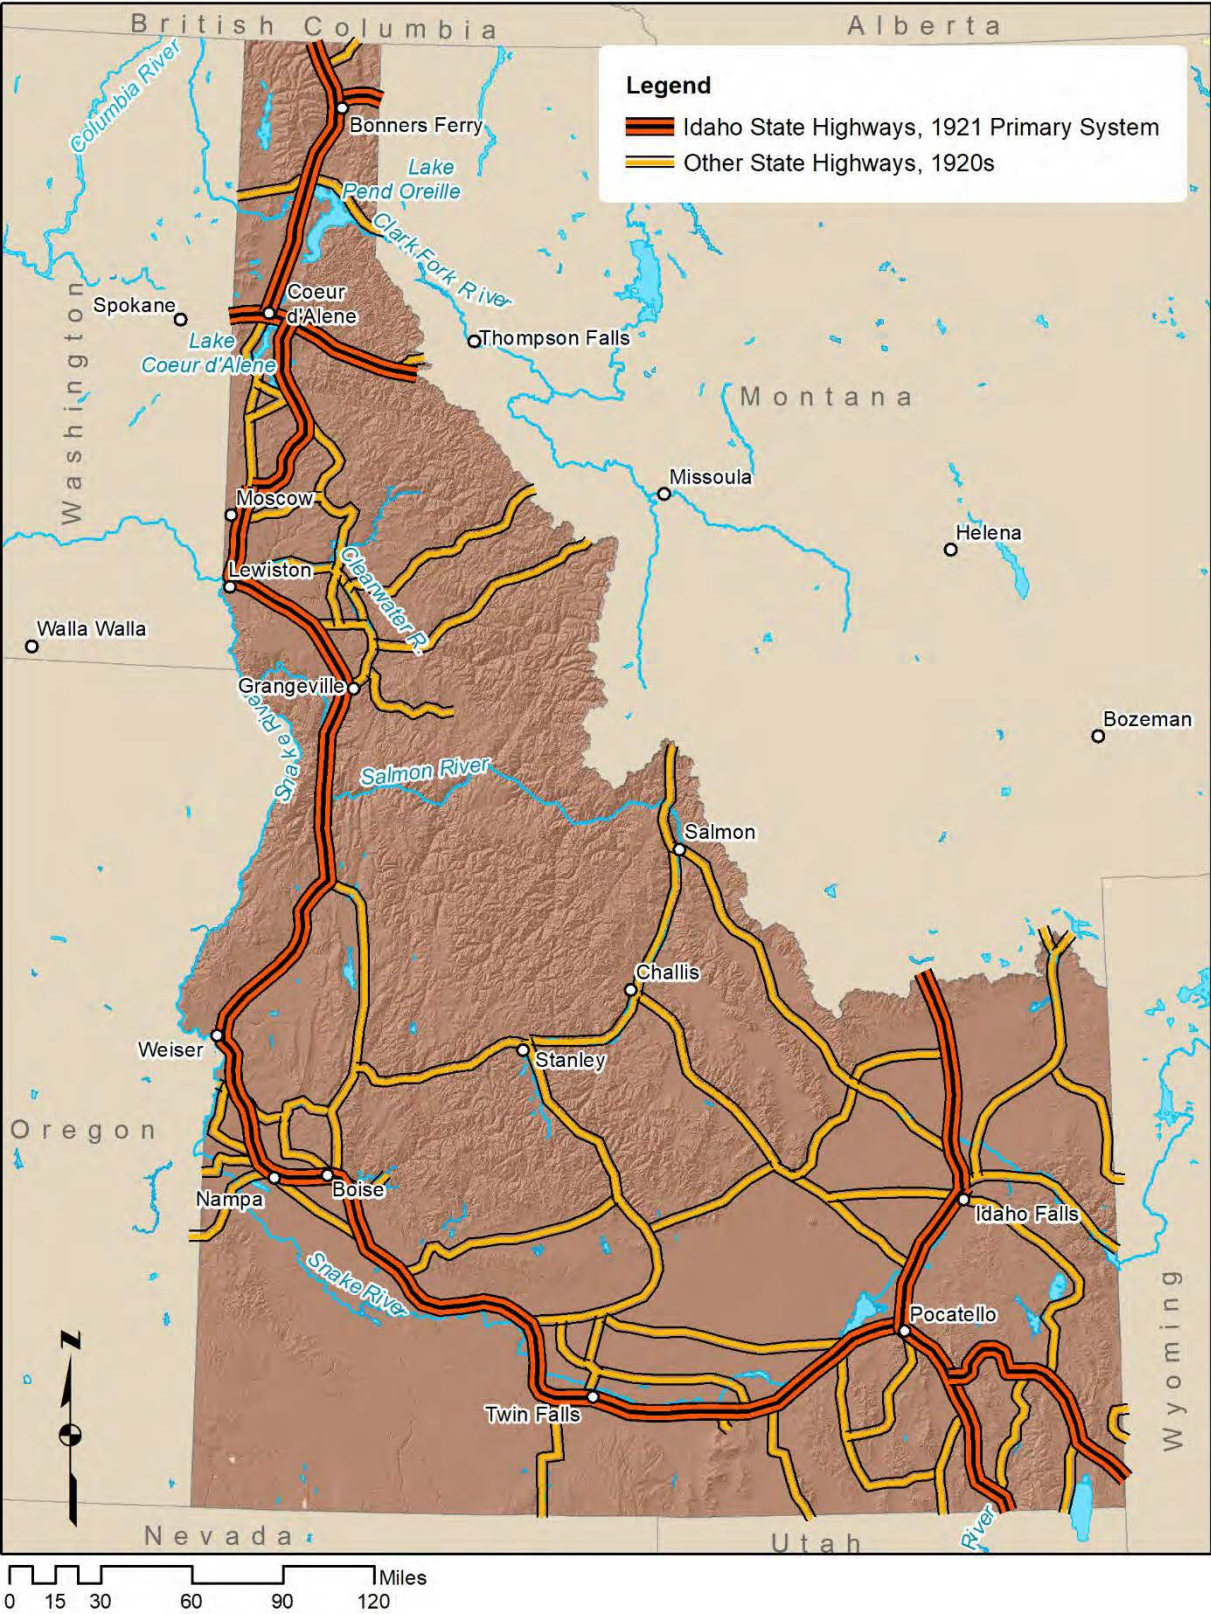 British Columbia
Alberta
Columbia River
Legend
Idaho State Highways, 1921 Primary System
Other State Highways, 1920s
Bonners Ferry
Lake
Pend Oreille
Clark Fork River
Spokane
Coeur
d'Alene
Lake
Coeur d'Alene
Thompson Falls
Washington
Montana
Missoula
Moscow
Helena
Lewiston
Clearwater R.
Walla Walla
Grangeville
Snake River
Bozeman
Salmon River
Salmon
Challis
Weiser
Stanley
Oregon
Nampa
Boise
Idaho Falls
Snake River
Wyoming
Pocatello
N
Twin Falls
Nevada
Utah
River
Miles
0 15 30 60 90 120